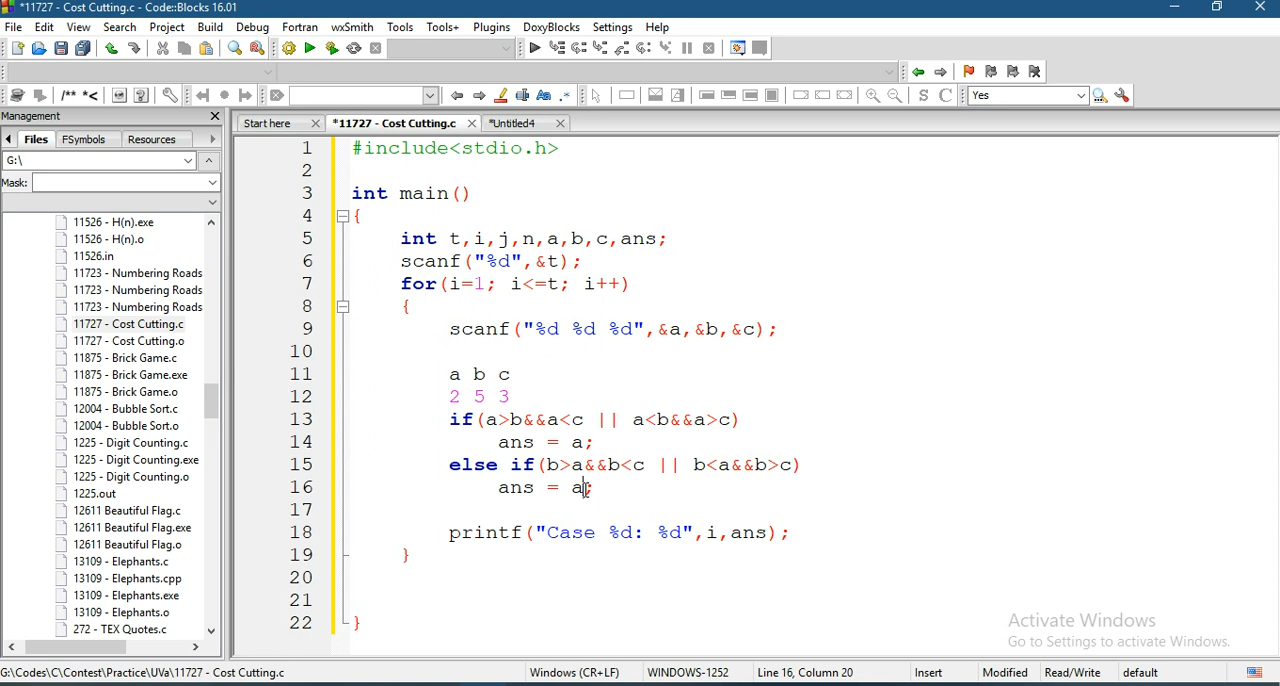 *11727 - Cost Cutting.c - Code::Blocks 16.01
File Edit View Search Project Build Debug Fortran wxSmith Tools Tools+ Plugins DoxyBlocks Settings Help
/** *< Aa .* S C Yes
Management
Files FSymbols Resources
Start here *11727 - Cost Cutting.c *Untitled4
G:\
Mask:
11526 - H(n).exe
11526 - H(n).o
11526.in
11723 - Numbering Roads
11723 - Numbering Roads
11723 - Numbering Roads
11727 - Cost Cutting.c
11727 - Cost Cutting.o
11875 - Brick Game.c
11875 - Brick Game.exe
11875 - Brick Game.o
12004 - Bubble Sort.c
12004 - Bubble Sort.o
1225 - Digit Counting.c
1225 - Digit Counting.exe
1225 - Digit Counting.o
1225.out
12611 Beautiful Flag.c
12611 Beautiful Flag.exe
12611 Beautiful Flag.o
13109 - Elephants.c
13109 - Elephants.cpp
13109 - Elephants.exe
13109 - Elephants.o
272 - TEX Quotes.c
1 #include<stdio.h>
2
3 int main()
4 {
5 int t,i,j,n,a,b,c,ans;
6 scanf("%d",&t);
7 for(i=1; i<=t; i++)
8 {
9 scanf("%d %d %d",&a,&b,&c);
10
11 a b c
12 2 5 3
13 if(a>b&&a<c || a<b&&a>c)
14 ans = a;
15 else if(b>a&&b<c || b<a&&b>c)
16 ans = a;
17
18 printf("Case %d: %d",i,ans);
19 }
20
21
22 }
Activate Windows
Go to Settings to activate Windows.
G:\Codes\C\Contest\Practice\UVa\11727 - Cost Cutting.c Windows (CR+LF) WINDOWS-1252 Line 16, Column 20 Insert Modified Read/Write default